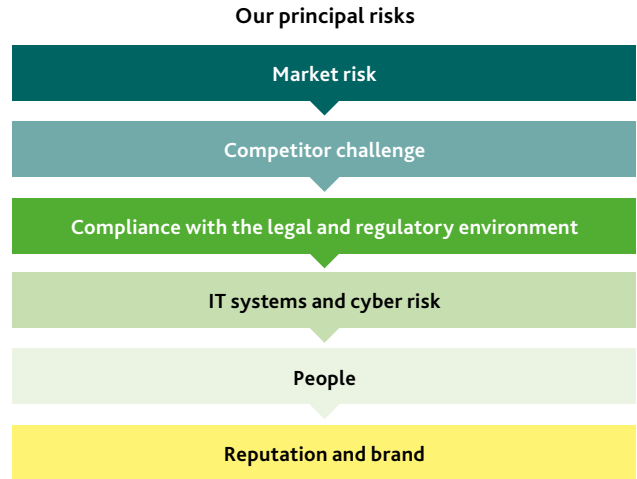 Our principal risks
Market risk
Competitor challenge
Compliance with the legal and regulatory environment
IT systems and cyber risk
People
Reputation and brand